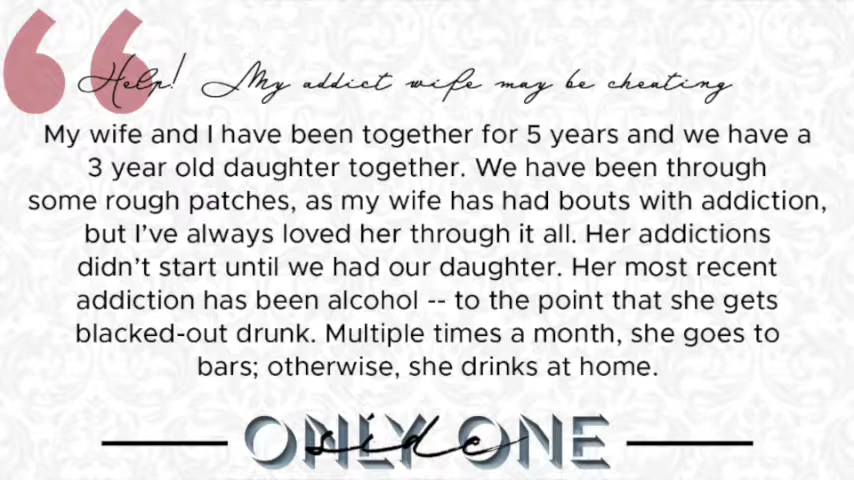 Help! My addict wife may be cheating
My wife and I have been together for 5 years and we have a
3 year old daughter together. We have been through
some rough patches, as my wife has had bouts with addiction,
but I’ve always loved her through it all. Her addictions
didn’t start until we had our daughter. Her most recent
addiction has been alcohol -- to the point that she gets
blacked-out drunk. Multiple times a month, she goes to
bars; otherwise, she drinks at home.
ONLY ONE
side